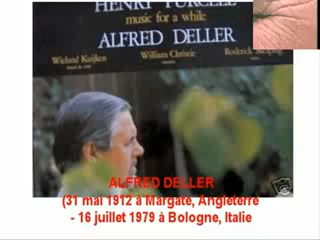 HENRY PURCELL
music for a while
ALFRED DELLER
Wieland Kuijken
William Christie
Roderick Skeaping
ALFRED DELLER
(31 mai 1912 à Margate, Angleterre
- 16 juillet 1979 à Bologne, Italie